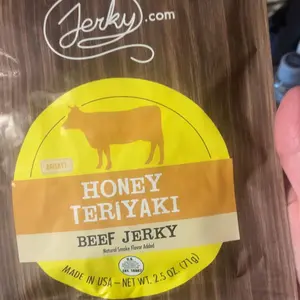 Jerky.com
HONEY
TERIYAKI
BEEF JERKY
Natural Smoke Flavor Added
MADE IN USA - NET WT. 2.5 OZ. (71g)